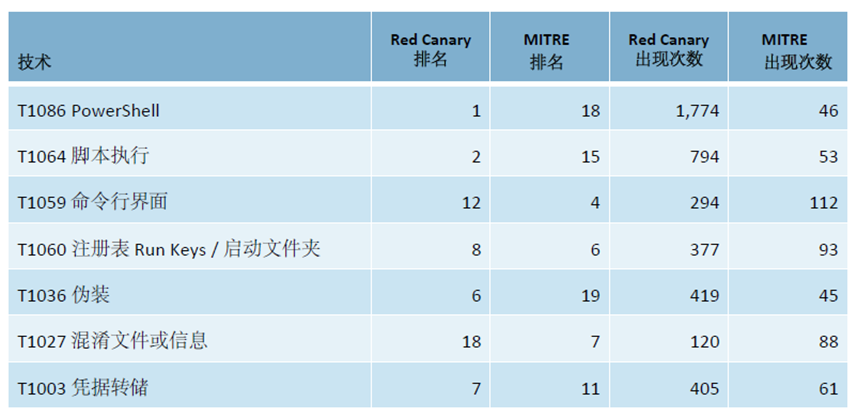 技术 Red Canary 排名 MITRE 排名 Red Canary 出现次数 MITRE 出现次数
T1086 PowerShell 1 18 1,774 46
T1064 脚本执行 2 15 794 53
T1059 命令行界面 12 4 294 112
T1060 注册表 Run Keys / 启动文件夹 8 6 377 93
T1036 伪装 6 19 419 45
T1027 混淆文件或信息 18 7 120 88
T1003 凭据转储 7 11 405 61